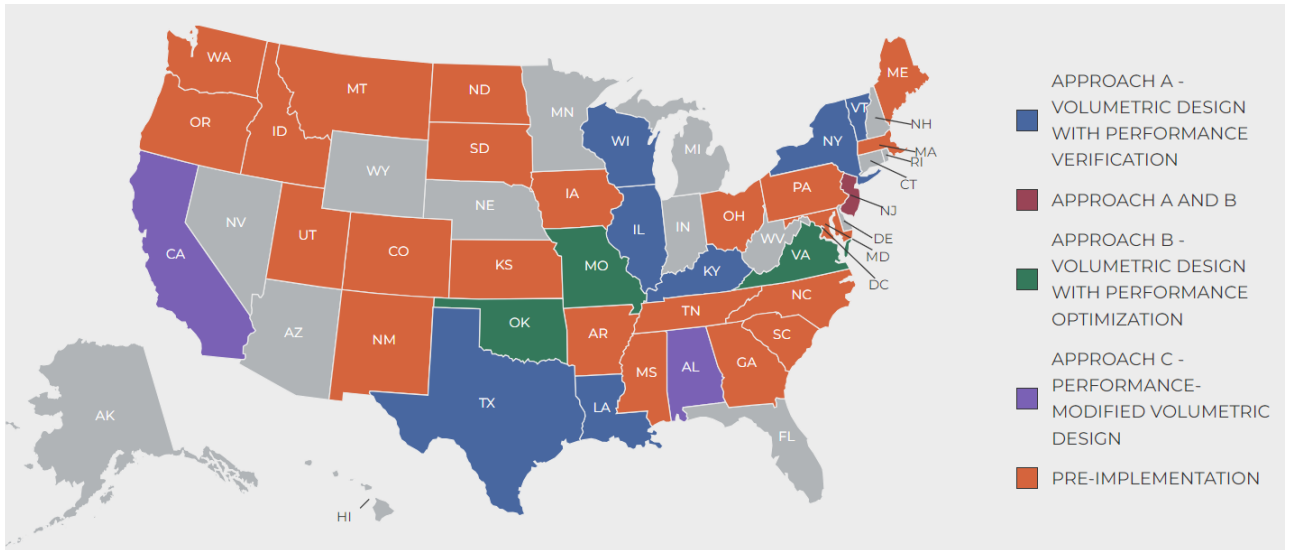 WA
MT
ND
MN
ME
OR
ID
SD
WI
VT
NH
NY
MI
MA
RI
WY
CT
IA
PA
NE
NJ
NV
OH
IL
IN
UT
DE
WV
CA
CO
MD
VA
KS
MO
KY
DC
NC
TN
OK
AZ
AR
SC
NM
MS
AL
GA
TX
LA
AK
FL
HI
APPROACH A -
VOLUMETRIC DESIGN
WITH PERFORMANCE
VERIFICATION
APPROACH A AND B
APPROACH B -
VOLUMETRIC DESIGN
WITH PERFORMANCE
OPTIMIZATION
APPROACH C -
PERFORMANCE-
MODIFIED VOLUMETRIC
DESIGN
PRE-IMPLEMENTATION